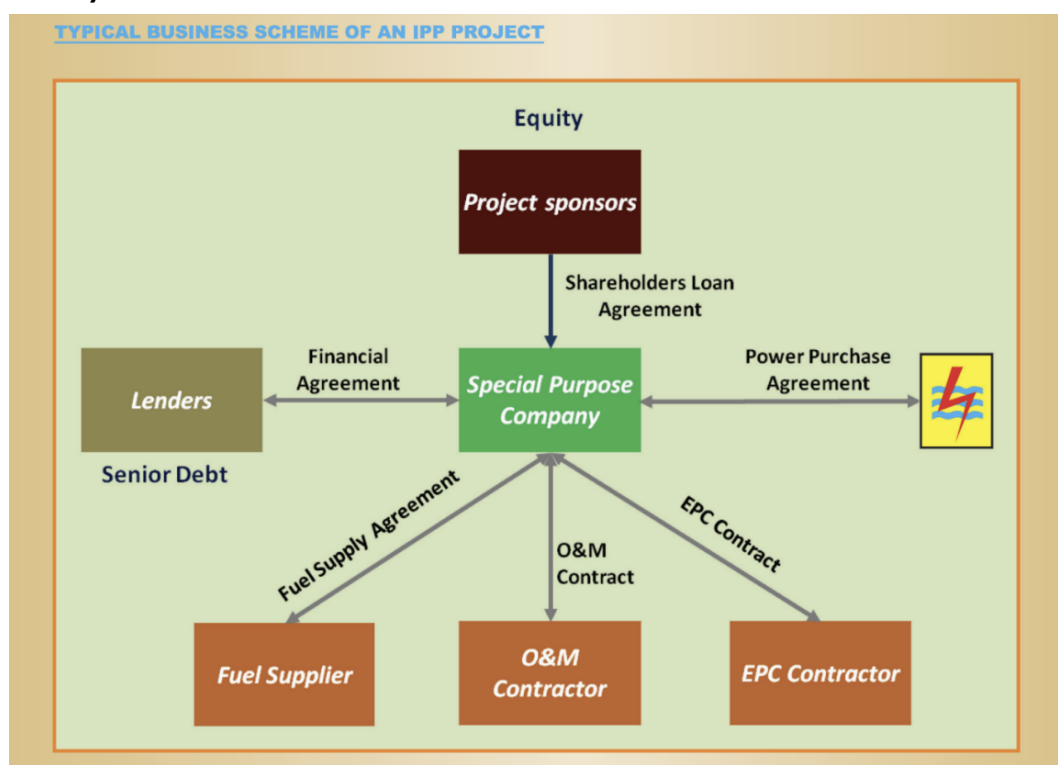 TYPICAL BUSINESS SCHEME OF AN IPP PROJECT
Equity
Project sponsors
Shareholders Loan
Agreement
Financial
Agreement
Power Purchase
Agreement
Lenders
Special Purpose
Company
Senior Debt
Fuel Supply Agreement
O&M
Contract
EPC Contract
Fuel Supplier
O&M
Contractor
EPC Contractor